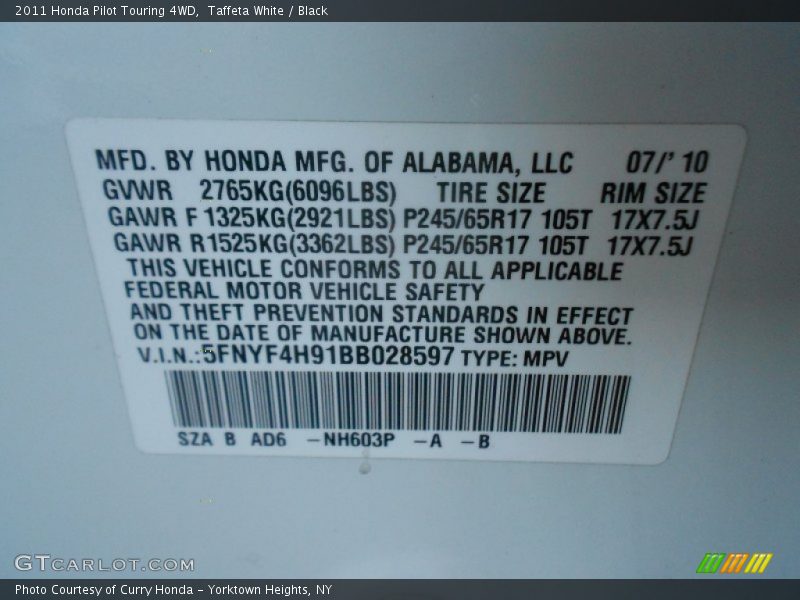 2011 Honda Pilot Touring 4WD,  Taffeta White / Black
MFD. BY HONDA MFG. OF ALABAMA, LLC 07/' 10
GVWR 2765KG(6096LBS) TIRE SIZE RIM SIZE
GAWR F 1325KG(2921LBS) P245/65R17 105T 17X7.5J
GAWR R1525KG(3362LBS) P245/65R17 105T 17X7.5J
THIS VEHICLE CONFORMS TO ALL APPLICABLE
FEDERAL MOTOR VEHICLE SAFETY
AND THEFT PREVENTION STANDARDS IN EFFECT
ON THE DATE OF MANUFACTURE SHOWN ABOVE.
V.I.N.:5FNYF4H91BB028597 TYPE: MPV
SZA B AD6 -NH603P -A -B
GTCARLOT.COM
Photo Courtesy of Curry Honda - Yorktown Heights, NY